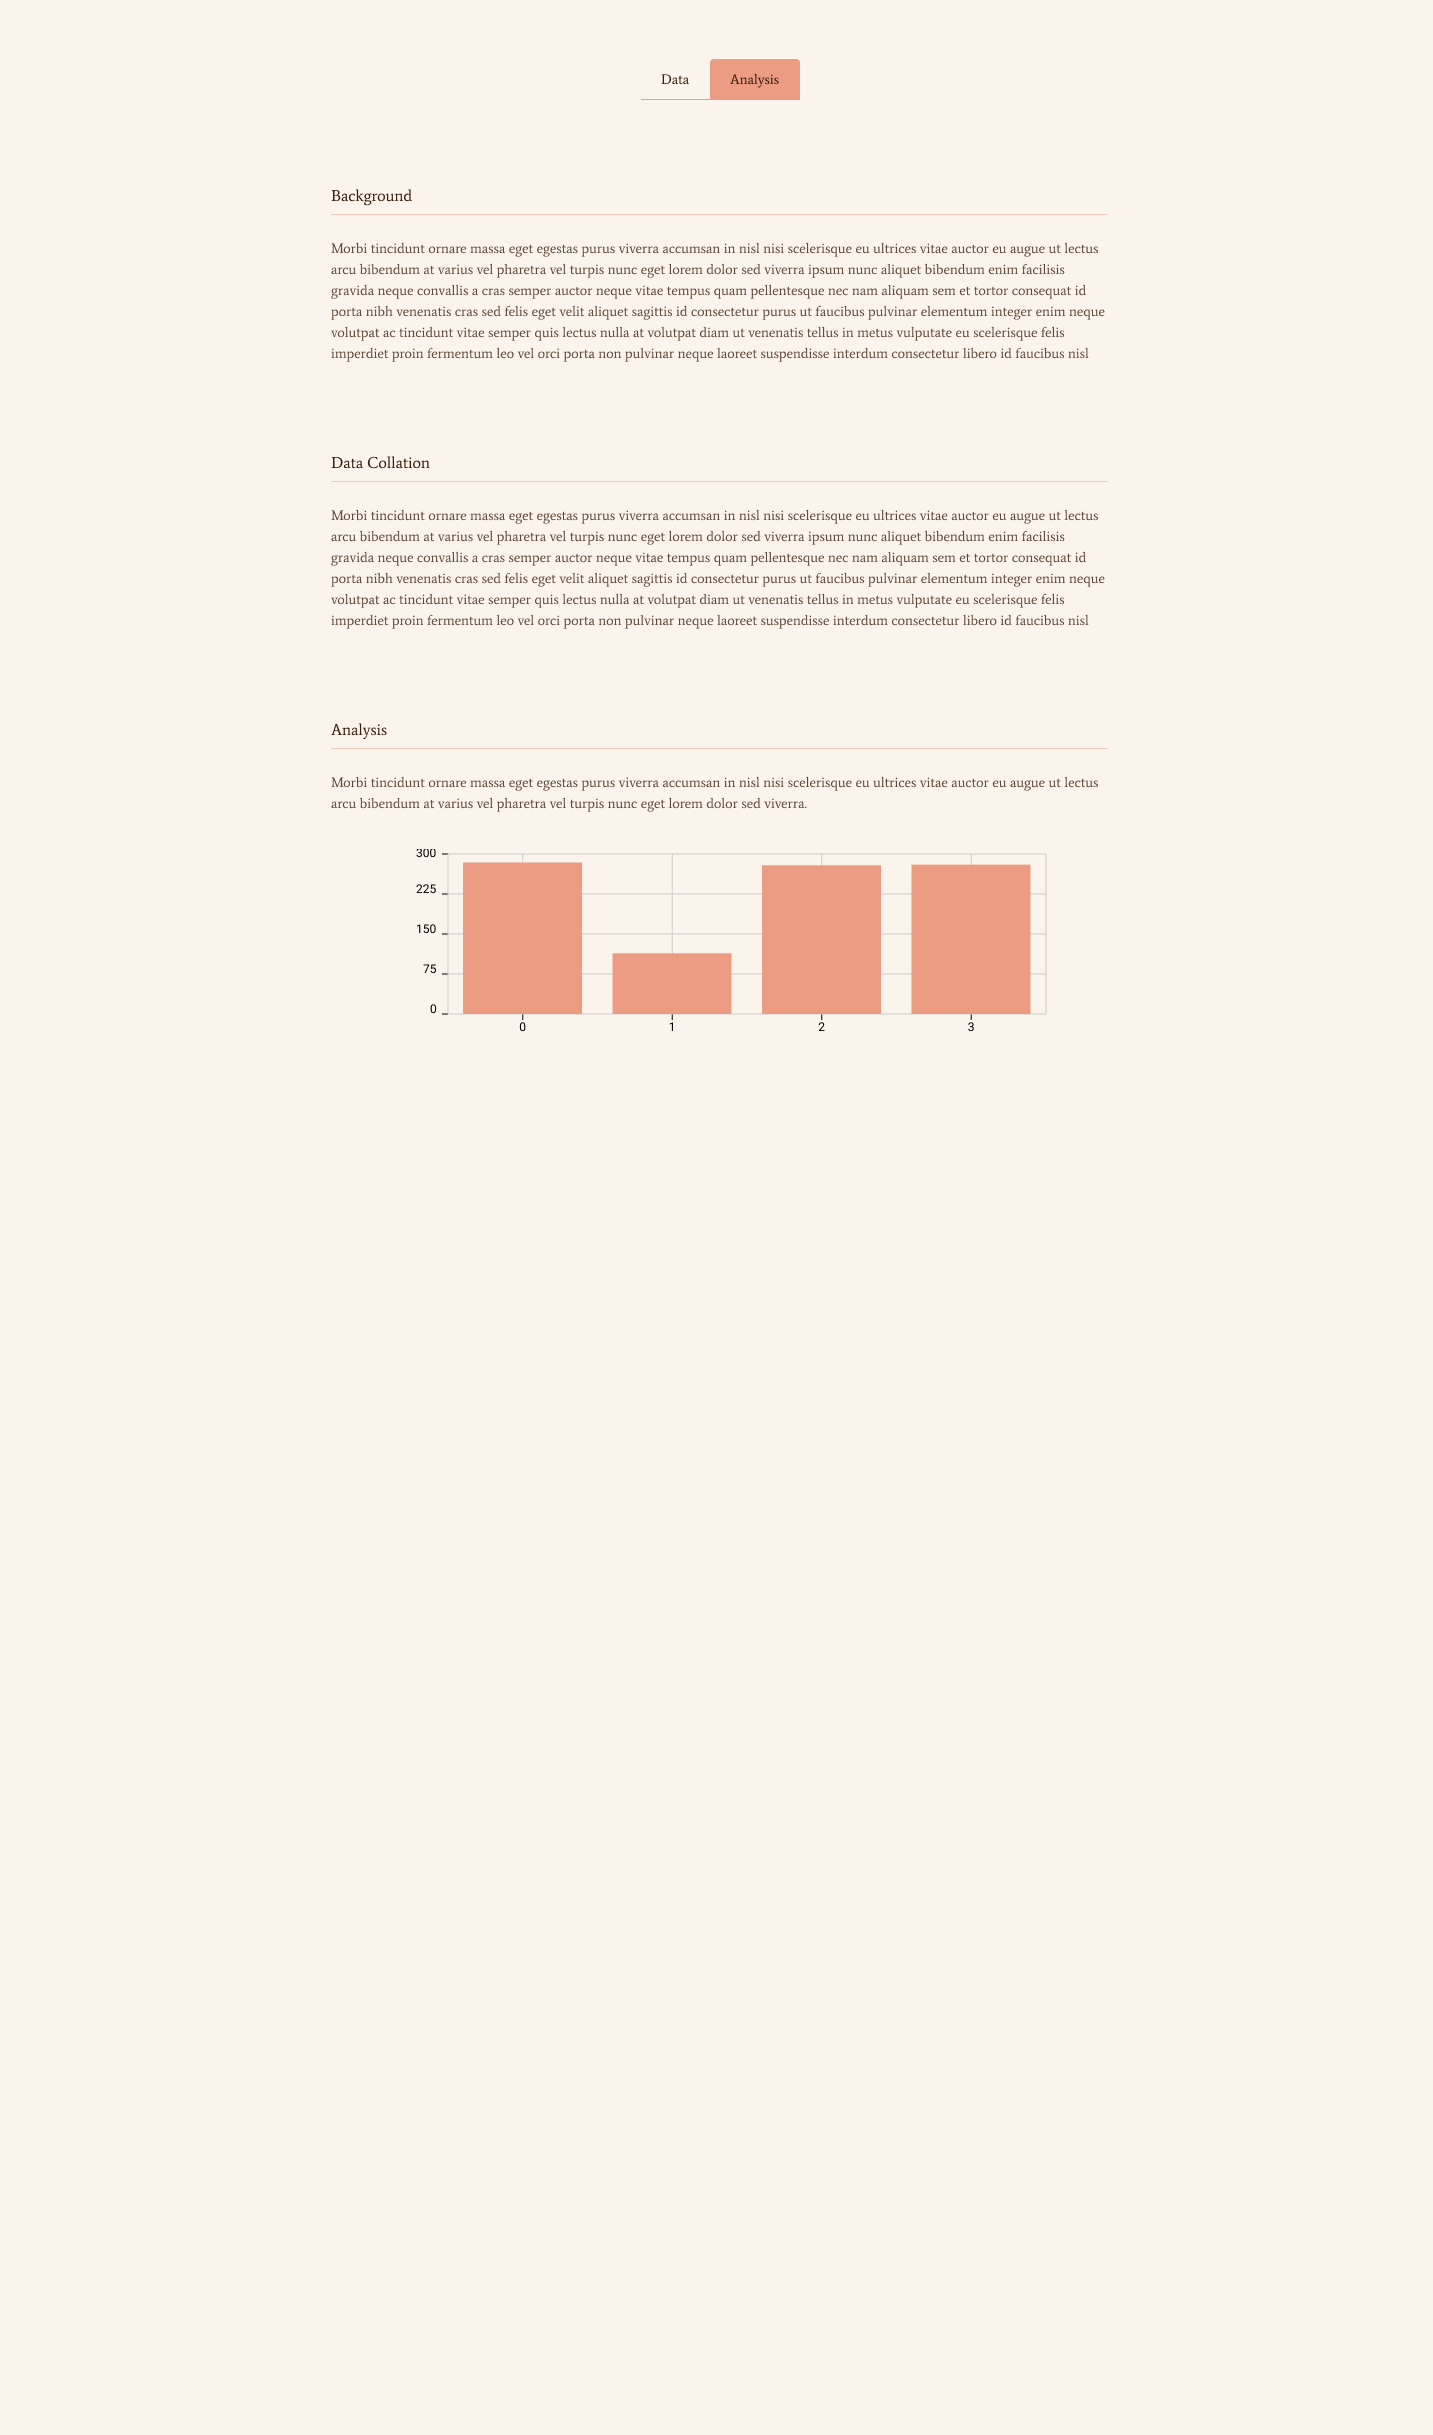 Data
Analysis
Background
Morbi tincidunt ornare massa eget egestas purus viverra accumsan in nisl nisi scelerisque eu ultrices vitae auctor eu augue ut lectus
arcu bibendum at varius vel pharetra vel turpis nunc eget lorem dolor sed viverra ipsum nunc aliquet bibendum enim facilisis
gravida neque convallis a cras semper auctor neque vitae tempus quam pellentesque nec nam aliquam sem et tortor consequat id
porta nibh venenatis cras sed felis eget velit aliquet sagittis id consectetur purus ut faucibus pulvinar elementum integer enim neque
volutpat ac tincidunt vitae semper quis lectus nulla at volutpat diam ut venenatis tellus in metus vulputate eu scelerisque felis
imperdiet proin fermentum leo vel orci porta non pulvinar neque laoreet suspendisse interdum consectetur libero id faucibus nisl
Data Collation
Morbi tincidunt ornare massa eget egestas purus viverra accumsan in nisl nisi scelerisque eu ultrices vitae auctor eu augue ut lectus
arcu bibendum at varius vel pharetra vel turpis nunc eget lorem dolor sed viverra ipsum nunc aliquet bibendum enim facilisis
gravida neque convallis a cras semper auctor neque vitae tempus quam pellentesque nec nam aliquam sem et tortor consequat id
porta nibh venenatis cras sed felis eget velit aliquet sagittis id consectetur purus ut faucibus pulvinar elementum integer enim neque
volutpat ac tincidunt vitae semper quis lectus nulla at volutpat diam ut venenatis tellus in metus vulputate eu scelerisque felis
imperdiet proin fermentum leo vel orci porta non pulvinar neque laoreet suspendisse interdum consectetur libero id faucibus nisl
Analysis
Morbi tincidunt ornare massa eget egestas purus viverra accumsan in nisl nisi scelerisque eu ultrices vitae auctor eu augue ut lectus
arcu bibendum at varius vel pharetra vel turpis nunc eget lorem dolor sed viverra.
300
225
150
75
0
0 1 2 3